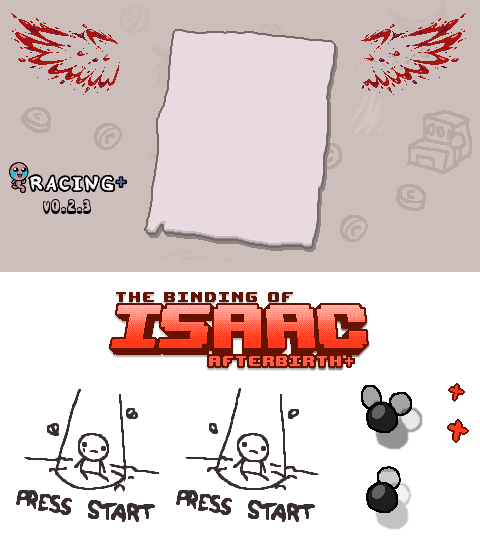 RACING+
V0.2.3
THE BINDING OF
ISAAC
AFTERBIRTH+
PRESS START
PRESS START